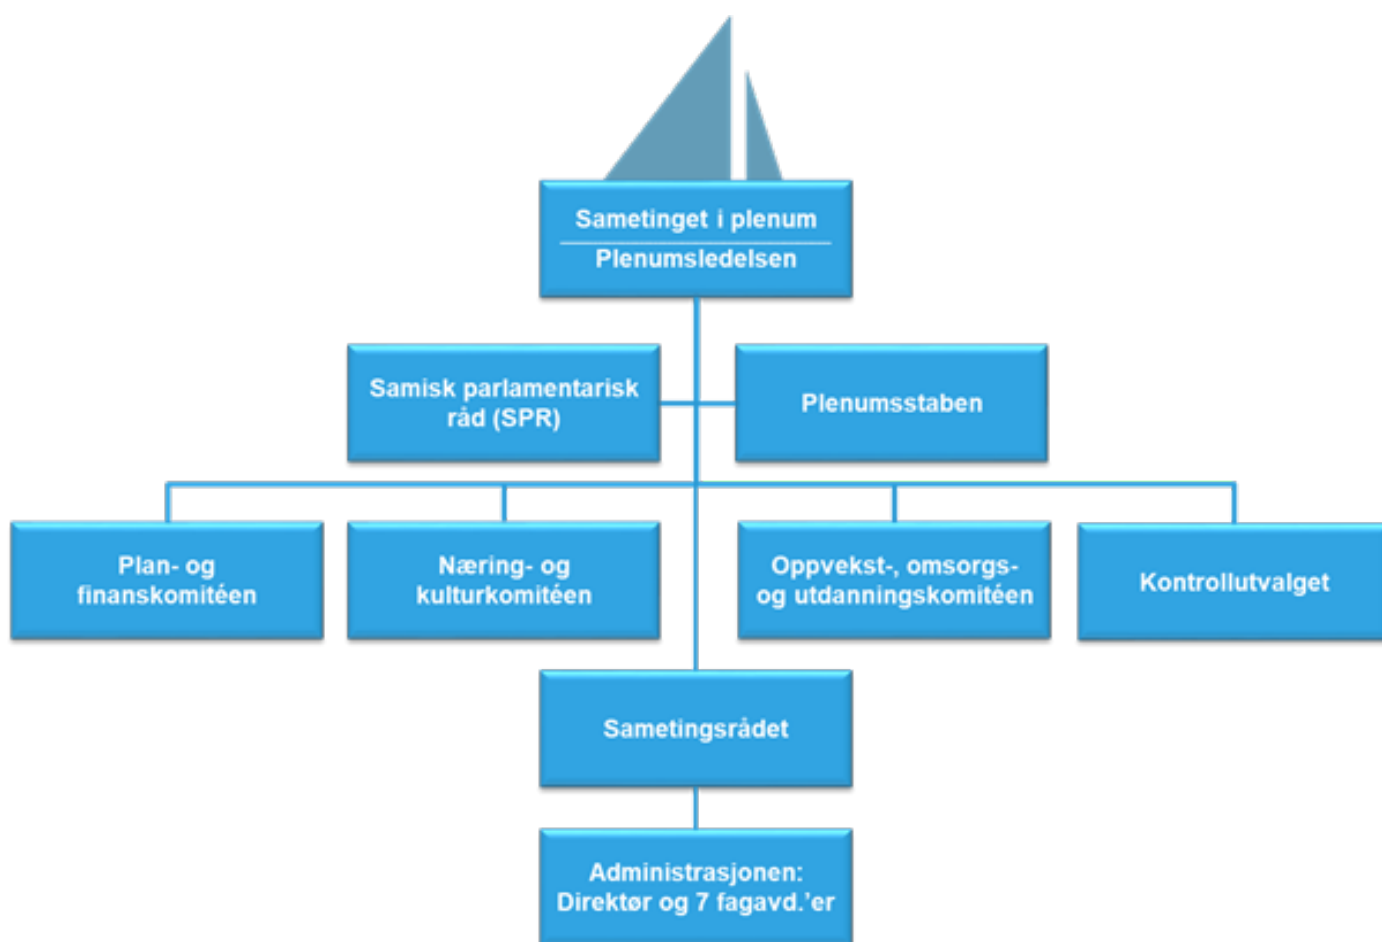 Sametinget i plenum
Plenumsledelsen
Samisk parlamentarisk
råd (SPR)
Plenumsstaben
Plan- og
finanskomitéen
Næring- og
kulturkomitéen
Oppvekst-, omsorgs-
og utdanningskomitéen
Kontrollutvalget
Sametingsrådet
Administrasjonen:
Direktør og 7 fagavd.’er